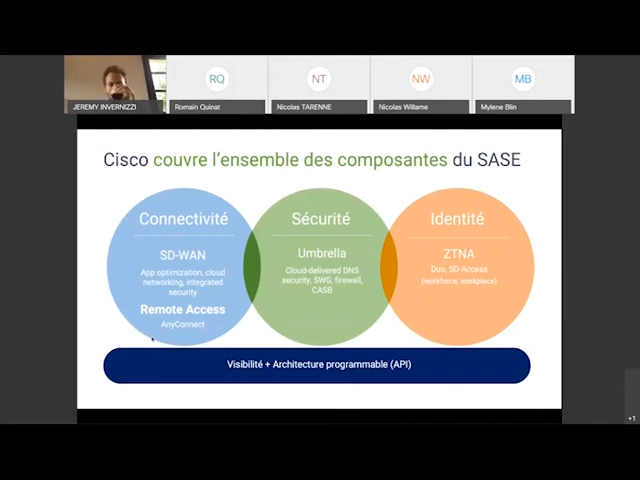 RQ
NT
NW
MB
JEREMY INVERNIZZI
Romain Quinat
Nicolas TARENNE
Nicolas Willame
Mylene Blin
Cisco couvre l'ensemble des composantes du SASE
Connectivité
SD-WAN
App optimization, cloud
networking, integrated
security
Remote Access
AnyConnect
Sécurité
Umbrella
Cloud-delivered DNS
security, SWG, firewall,
CASB
Identité
ZTNA
Duo, SD-Access
(workforce, workplace)
Visibilité + Architecture programmable (API)
+1